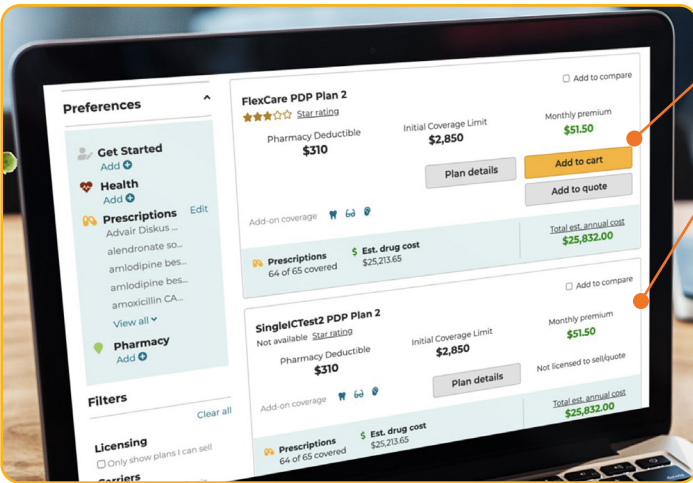 Preferences
Get Started
Add
Health
Add
Prescriptions Edit
Advair Diskus ...
alendronate so...
amlodipine bes...
amlodipine bes...
amoxicillin CA...
View all
Pharmacy
Add
Filters
Clear all
Licensing
Only show plans I can sell
Carriers
FlexCare PDP Plan 2
Star rating
Add to compare
Pharmacy Deductible
$310
Initial Coverage Limit
$2,850
Monthly premium
$51.50
Plan details
Add to cart
Add to quote
Add-on coverage
Prescriptions
64 of 65 covered
$ Est. drug cost
$25,213.65
Total est. annual cost
$25,832.00
SingleICTest2 PDP Plan 2
Not available Star rating
Add to compare
Pharmacy Deductible
$310
Initial Coverage Limit
$2,850
Monthly premium
$51.50
Plan details
Not licensed to sell/quote
Add-on coverage
Prescriptions
64 of 65 covered
$ Est. drug cost
$25,213.65
Total est. annual cost
$25,832.00